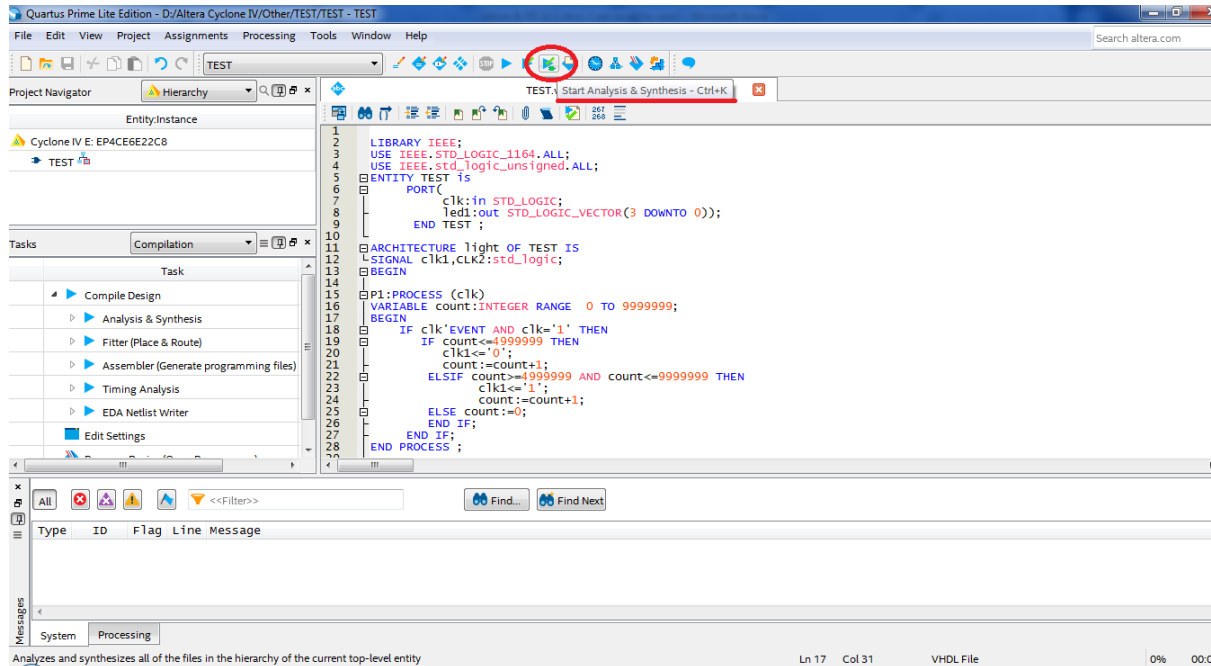 Quartus Prime Lite Edition - D:/Altera Cyclone IV/Other/TEST/TEST - TEST
File Edit View Project Assignments Processing Tools Window Help
Search altera.com
TEST
Project Navigator
Hierarchy
TEST.v
Start Analysis & Synthesis - Ctrl+K
Entity:Instance
Cyclone IV E: EP4CE6E22C8
TEST
Tasks
Compilation
Task
Compile Design
Analysis & Synthesis
Fitter (Place & Route)
Assembler (Generate programming files)
Timing Analysis
EDA Netlist Writer
Edit Settings
267
268
1
2 LIBRARY IEEE;
3 USE IEEE.STD_LOGIC_1164.ALL;
4 USE IEEE.std_logic_unsigned.ALL;
5 ENTITY TEST is
6 PORT(
7 clk:in STD_LOGIC;
8 led1:out STD_LOGIC_VECTOR(3 DOWNTO 0));
9 END TEST ;
10
11 ARCHITECTURE light OF TEST IS
12 SIGNAL clk1,CLK2:std_logic;
13 BEGIN
14
15 P1:PROCESS (clk)
16 VARIABLE count:INTEGER RANGE 0 TO 9999999;
17 BEGIN
18 IF clk'EVENT AND clk='1' THEN
19 IF count<=4999999 THEN
20 clk1<='0';
21 count:=count+1;
22 ELSIF count>=4999999 AND count<=9999999 THEN
23 clk1<='1';
24 count:=count+1;
25 ELSE count:=0;
26 END IF;
27 END IF;
28 END PROCESS ;
All
<<Filter>>
Find...
Find Next
Type ID Flag Line Message
Messages
System Processing
Analyzes and synthesizes all of the files in the hierarchy of the current top-level entity
Ln 17 Col 31 VHDL File 0% 00:0